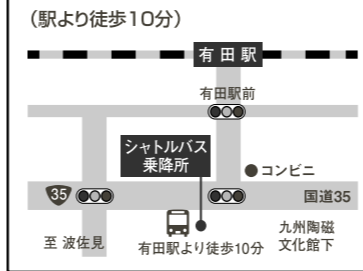 (駅より徒歩10分)
有田駅
有田駅前
シャトルバス
乗降所
コンビニ
35
国道35
至 波佐見
有田駅より徒歩10分
九州陶磁
文化館下